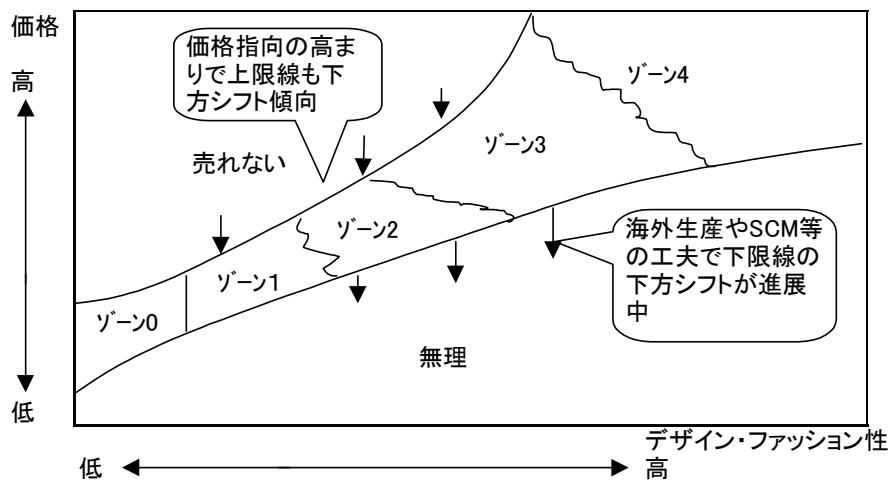 価格
高
低
価格指向の高ま
りで上限線も下
方シフト傾向
売れない
ｿﾞｰﾝ4
ｿﾞｰﾝ3
ｿﾞｰﾝ2
ｿﾞｰﾝ1
ｿﾞｰﾝ0
海外生産やSCM等
の工夫で下限線の
下方シフトが進展
中
無理
デザイン・ファッション性
低
高